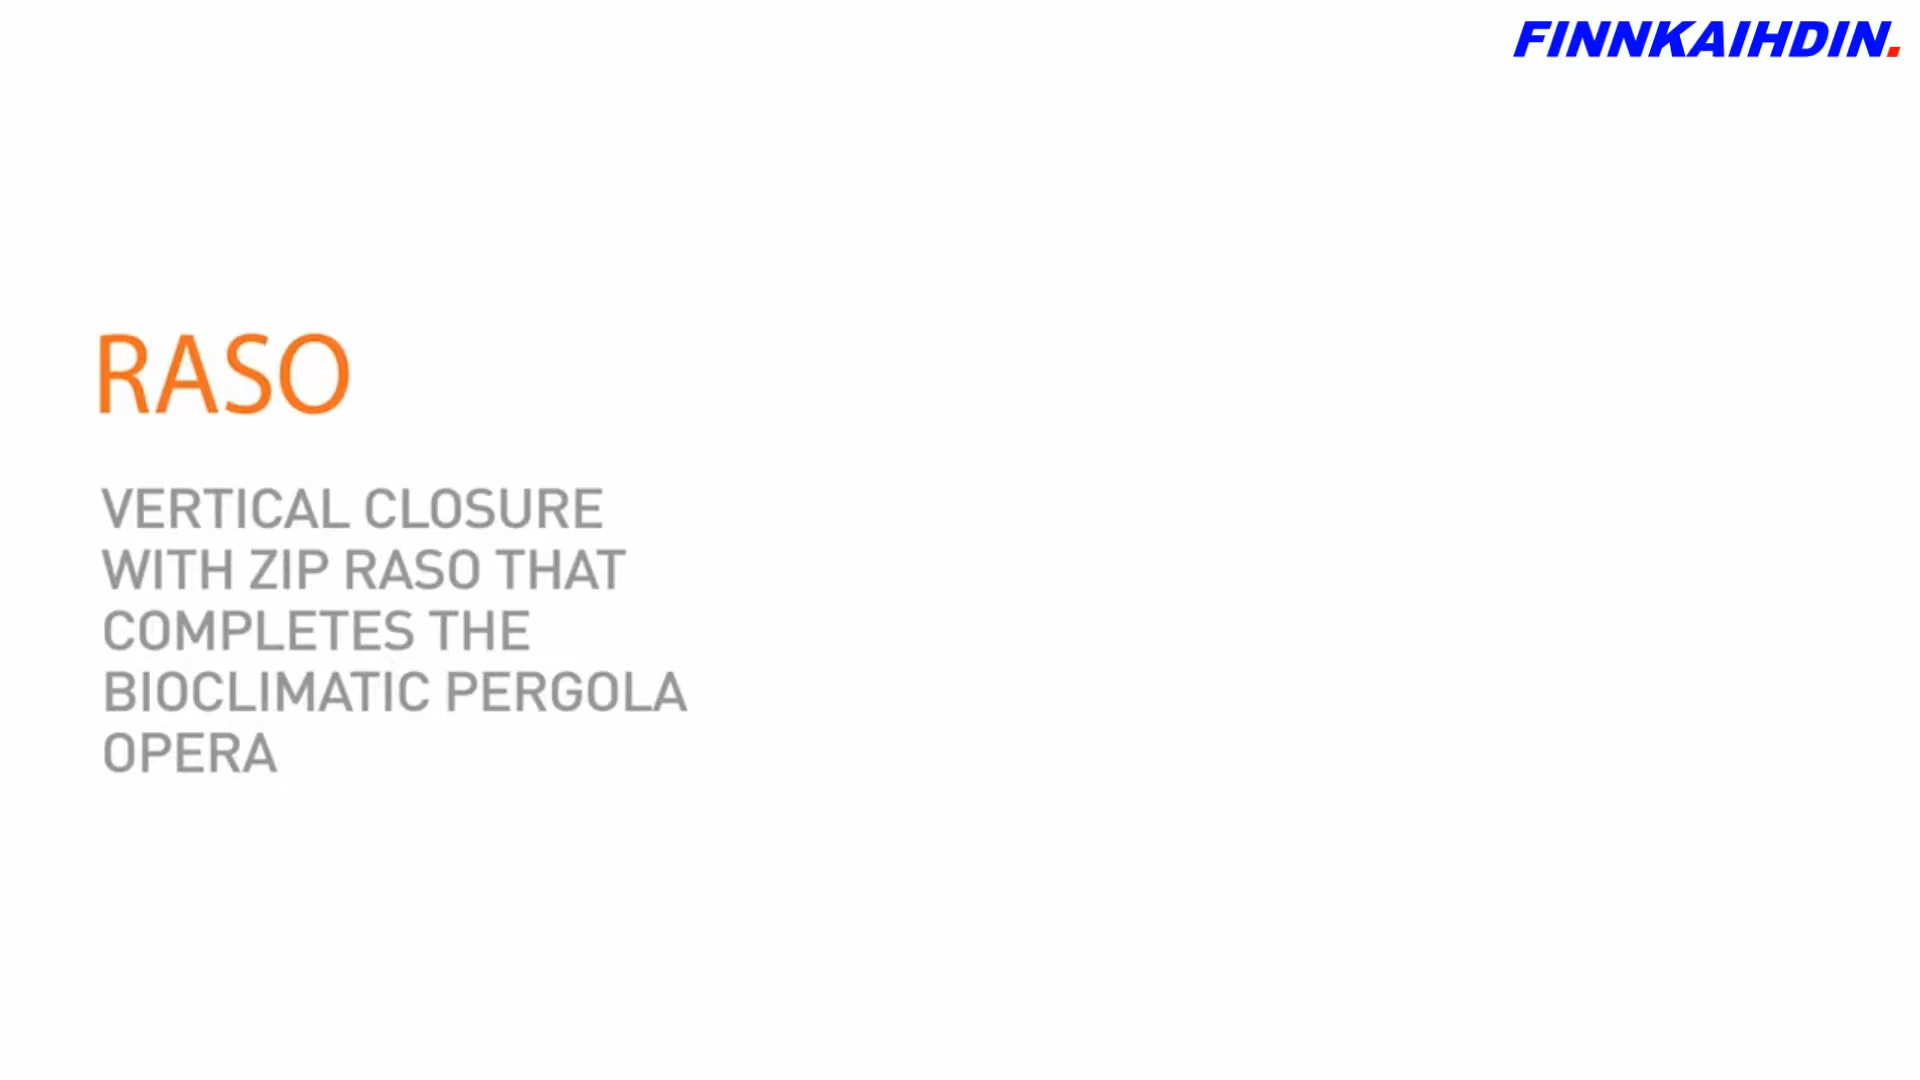 FINNKAIHDIN.
RASO
VERTICAL CLOSURE
WITH ZIP RASO THAT
COMPLETES THE
BIOCLIMATIC PERGOLA
OPERA